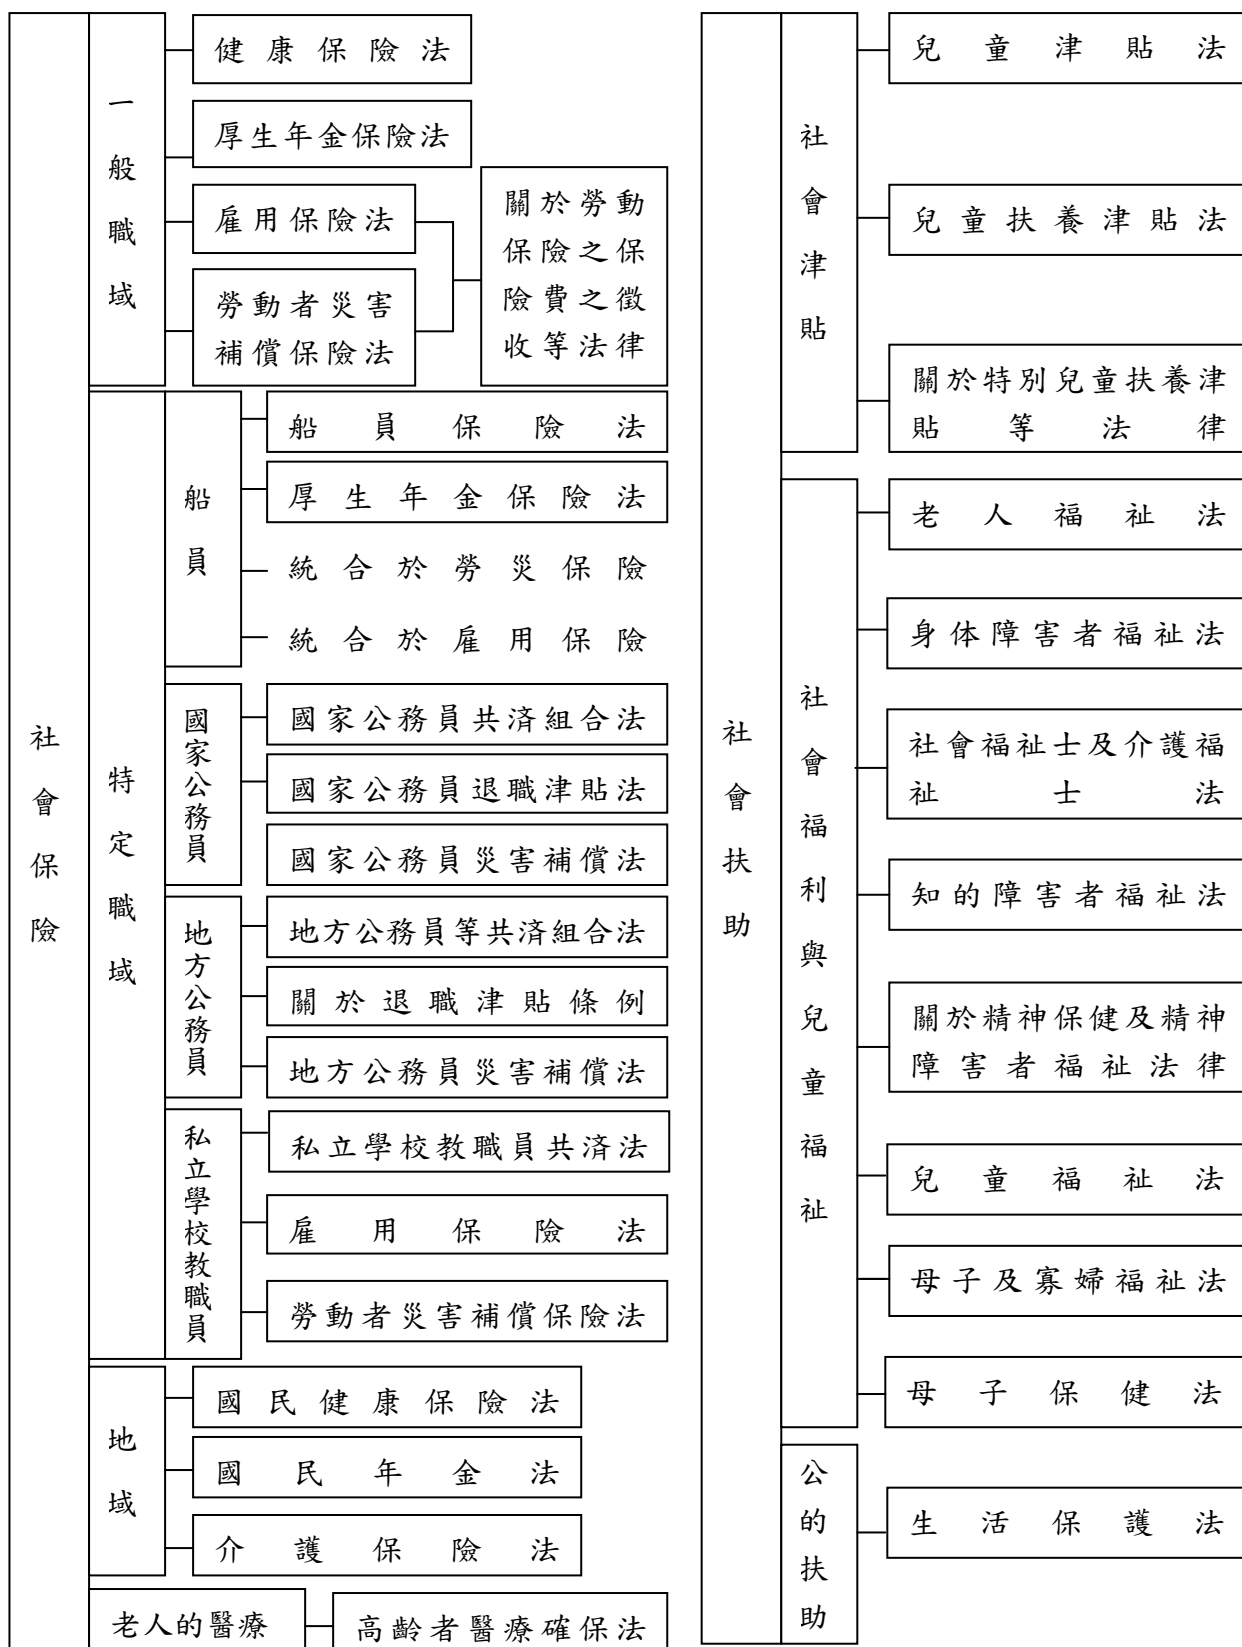 社會保險
一般職域
健康保險法
厚生年金保險法
雇用保險法
勞動者災害
補償保險法
關於勞動
保險之保
險費之徵
收等法律
特定職域
船員
船員保險法
厚生年金保險法
統合於勞災保險
統合於雇用保險
國家公務員
國家公務員共済組合法
國家公務員退職津貼法
國家公務員災害補償法
地方公務員
地方公務員等共済組合法
關於退職津貼條例
地方公務員災害補償法
私立學校教職員
私立學校教職員共済法
雇用保險法
勞動者災害補償保險法
地域
國民健康保險法
國民年金法
介護保險法
老人的醫療
高齡者醫療確保法
社會扶助
社會津貼
兒童津貼法
兒童扶養津貼法
關於特別兒童扶養津
貼等法律
社會福利與兒童福祉
老人福祉法
身体障害者福祉法
社會福祉士及介護福
祉士法
知的障害者福祉法
關於精神保健及精神
障害者福祉法律
兒童福祉法
母子及寡婦福祉法
母子保健法
公的扶助
生活保護法